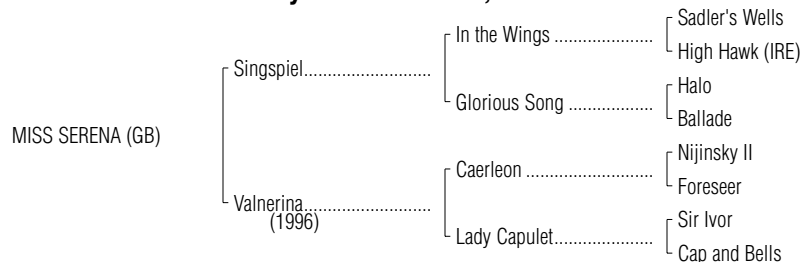 In the Wings
Sadler's Wells
High Hawk (IRE)
Singspiel
Glorious Song
Halo
Ballade
MISS SERENA (GB)
Caerleon
Nijinsky II
Foreseer
Valnerina
(1996)
Lady Capulet
Sir Ivor
Cap and Bells